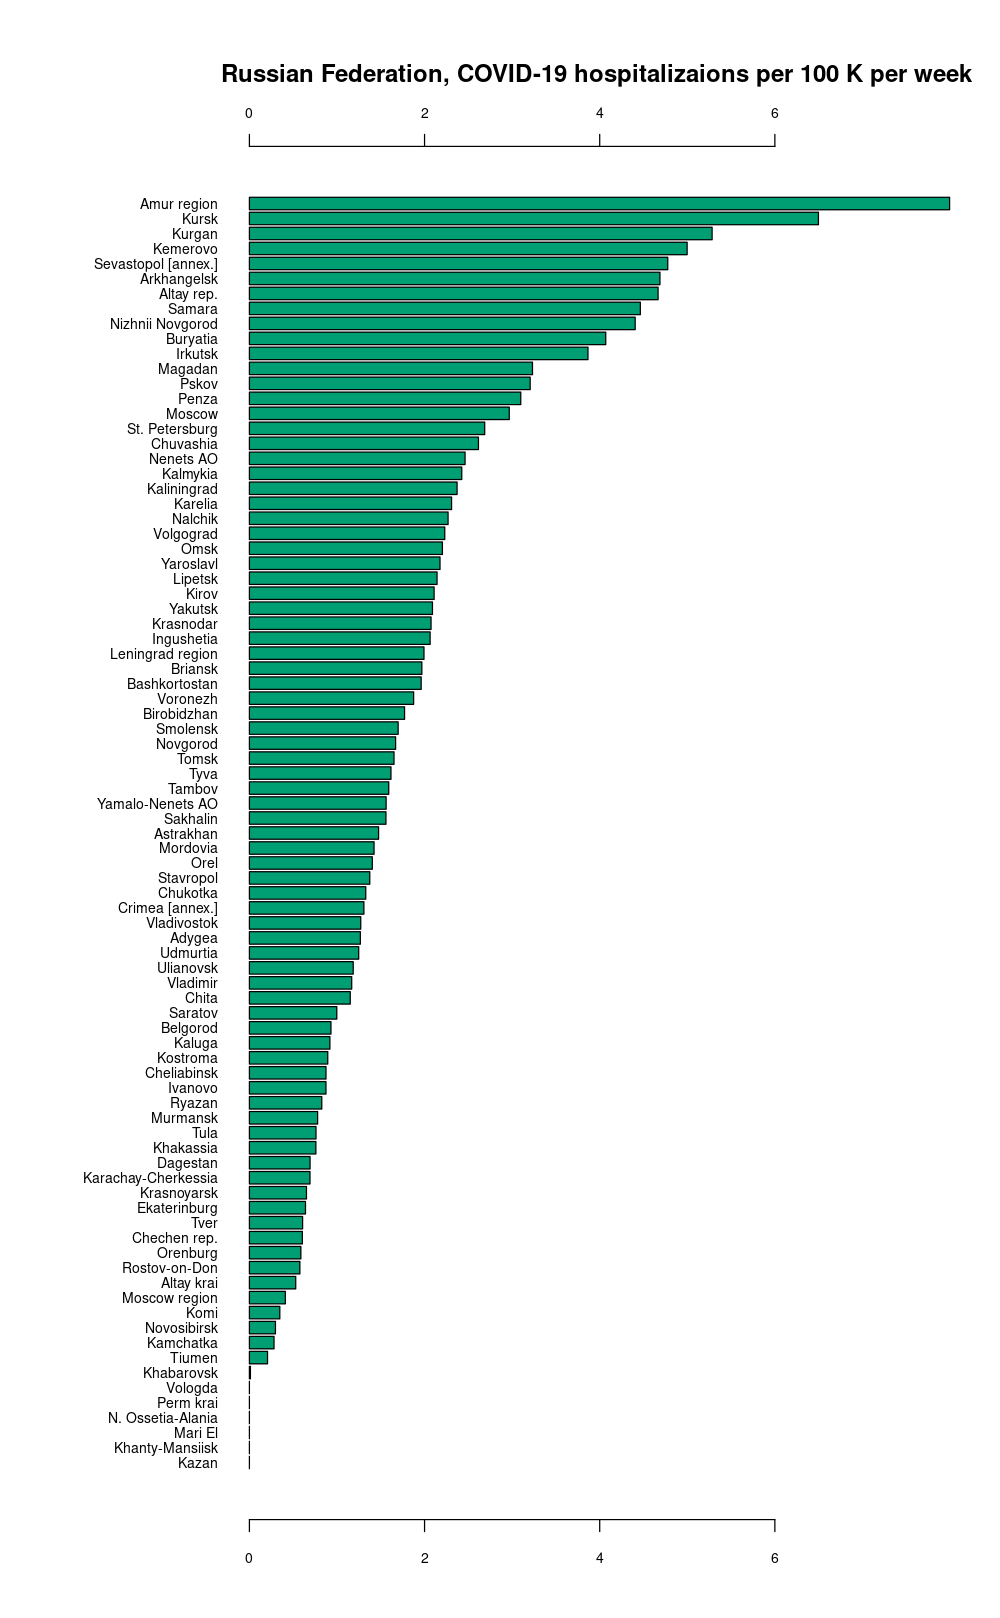 Russian Federation, COVID-19 hospitalizaions per 100 K per week
0 2 4 6
Amur region
Kursk
Kurgan
Kemerovo
Sevastopol [annex.]
Arkhangelsk
Altay rep.
Samara
Nizhnii Novgorod
Buryatia
Irkutsk
Magadan
Pskov
Penza
Moscow
St. Petersburg
Chuvashia
Nenets AO
Kalmykia
Kaliningrad
Karelia
Nalchik
Volgograd
Omsk
Yaroslavl
Lipetsk
Kirov
Yakutsk
Krasnodar
Ingushetia
Leningrad region
Briansk
Bashkortostan
Voronezh
Birobidzhan
Smolensk
Novgorod
Tomsk
Tyva
Tambov
Yamalo-Nenets AO
Sakhalin
Astrakhan
Mordovia
Orel
Stavropol
Chukotka
Crimea [annex.]
Vladivostok
Adygea
Udmurtia
Ulianovsk
Vladimir
Chita
Saratov
Belgorod
Kaluga
Kostroma
Cheliabinsk
Ivanovo
Ryazan
Murmansk
Tula
Khakassia
Dagestan
Karachay-Cherkessia
Krasnoyarsk
Ekaterinburg
Tver
Chechen rep.
Orenburg
Rostov-on-Don
Altay krai
Moscow region
Komi
Novosibirsk
Kamchatka
Tiumen
Khabarovsk
Vologda
Perm krai
N. Ossetia-Alania
Mari El
Khanty-Mansiisk
Kazan
0 2 4 6